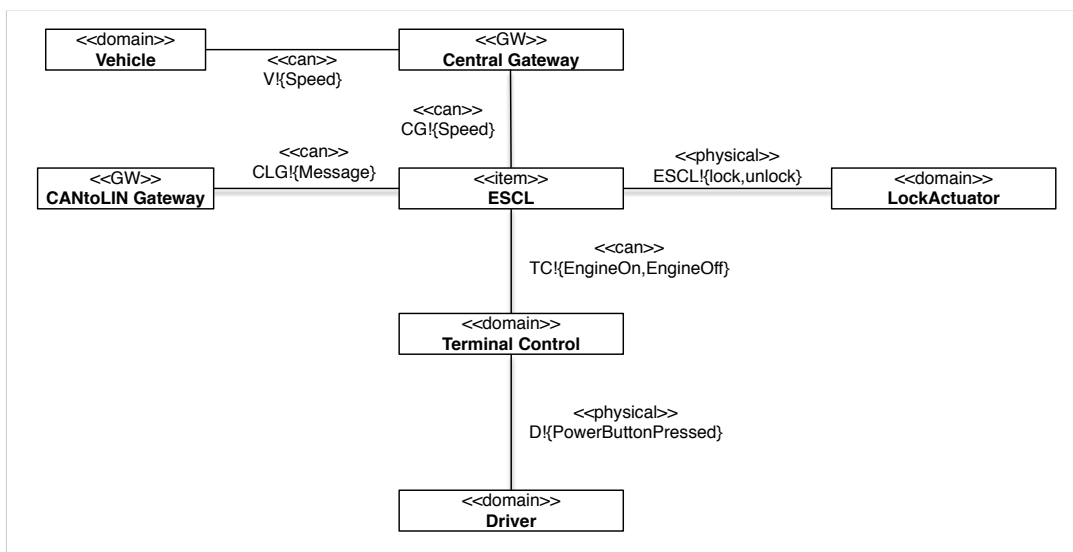 <<domain>>
Vehicle
<<can>>
V!{Speed}
<<GW>>
Central Gateway
<<can>>
CG!{Speed}
<<GW>>
CANtoLIN Gateway
<<can>>
CLG!{Message}
<<item>>
ESCL
<<physical>>
ESCL!{lock,unlock}
<<domain>>
LockActuator
<<can>>
TC!{EngineOn,EngineOff}
<<domain>>
Terminal Control
<<physical>>
D!{PowerButtonPressed}
<<domain>>
Driver